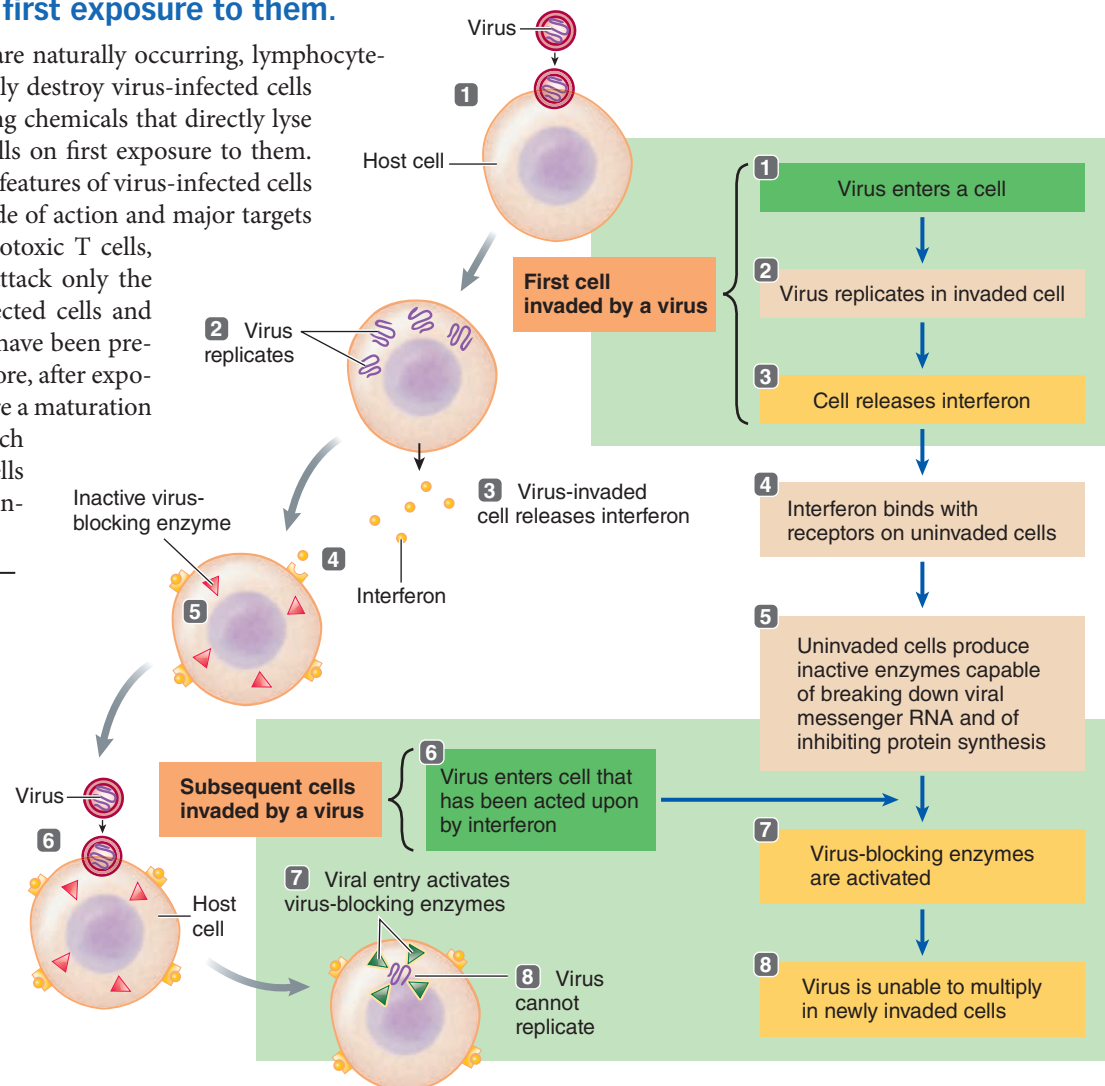 first exposure to them.
are naturally occurring, lymphocyte-
ly destroy virus-infected cells
ng chemicals that directly lyse
lls on first exposure to them.
features of virus-infected cells
de of action and major targets
otoxic T cells,
ttack only the
ected cells and
have been pre-
ore, after expo-
re a maturation
ch
ells
n-
Virus
1
Host cell
2 Virus
replicates
3 Virus-invaded
cell releases interferon
Interferon
Inactive virus-
blocking enzyme
4
5
Virus
6
Host
cell
7 Viral entry activates
virus-blocking enzymes
8 Virus
cannot
replicate
First cell
invaded by a virus
1
Virus enters a cell
2
Virus replicates in invaded cell
3
Cell releases interferon
4
Interferon binds with
receptors on uninvaded cells
5
Uninvaded cells produce
inactive enzymes capable
of breaking down viral
messenger RNA and of
inhibiting protein synthesis
Subsequent cells
invaded by a virus
6
Virus enters cell that
has been acted upon
by interferon
7
Virus-blocking enzymes
are activated
8
Virus is unable to multiply
in newly invaded cells